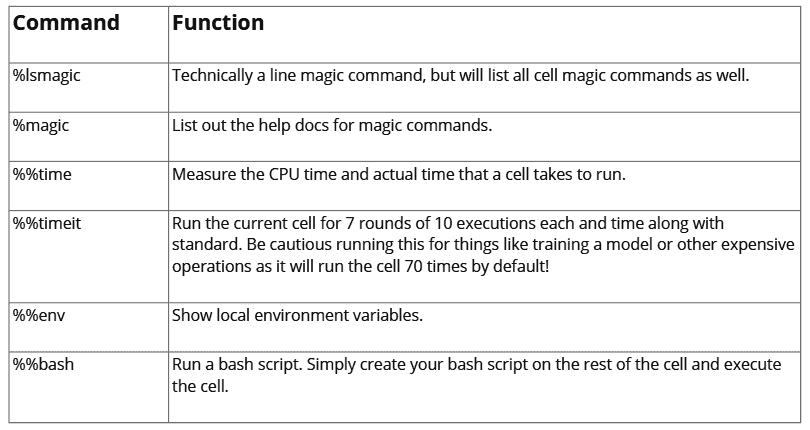 Command Function
%lsmagic Technically a line magic command, but will list all cell magic commands as well.
%magic List out the help docs for magic commands.
%%time Measure the CPU time and actual time that a cell takes to run.
%%timeit Run the current cell for 7 rounds of 10 executions each and time along with
standard. Be cautious running this for things like training a model or other expensive
operations as it will run the cell 70 times by default!
%%env Show local environment variables.
%%bash Run a bash script. Simply create your bash script on the rest of the cell and execute
the cell.